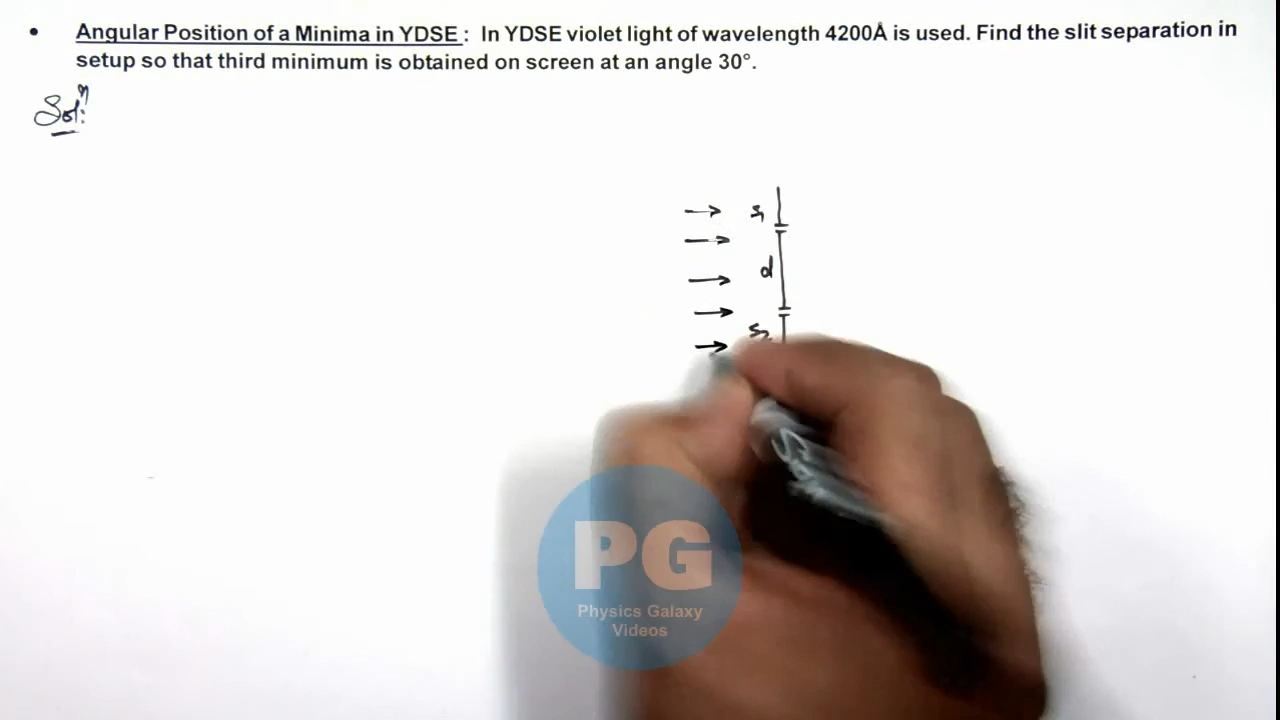 • Angular Position of a Minima in YDSE : In YDSE violet light of wavelength 4200Å is used. Find the slit separation in
setup so that third minimum is obtained on screen at an angle 30°.
Solⁿ:
S₁
d
S₂
PG
Physics Galaxy
Videos